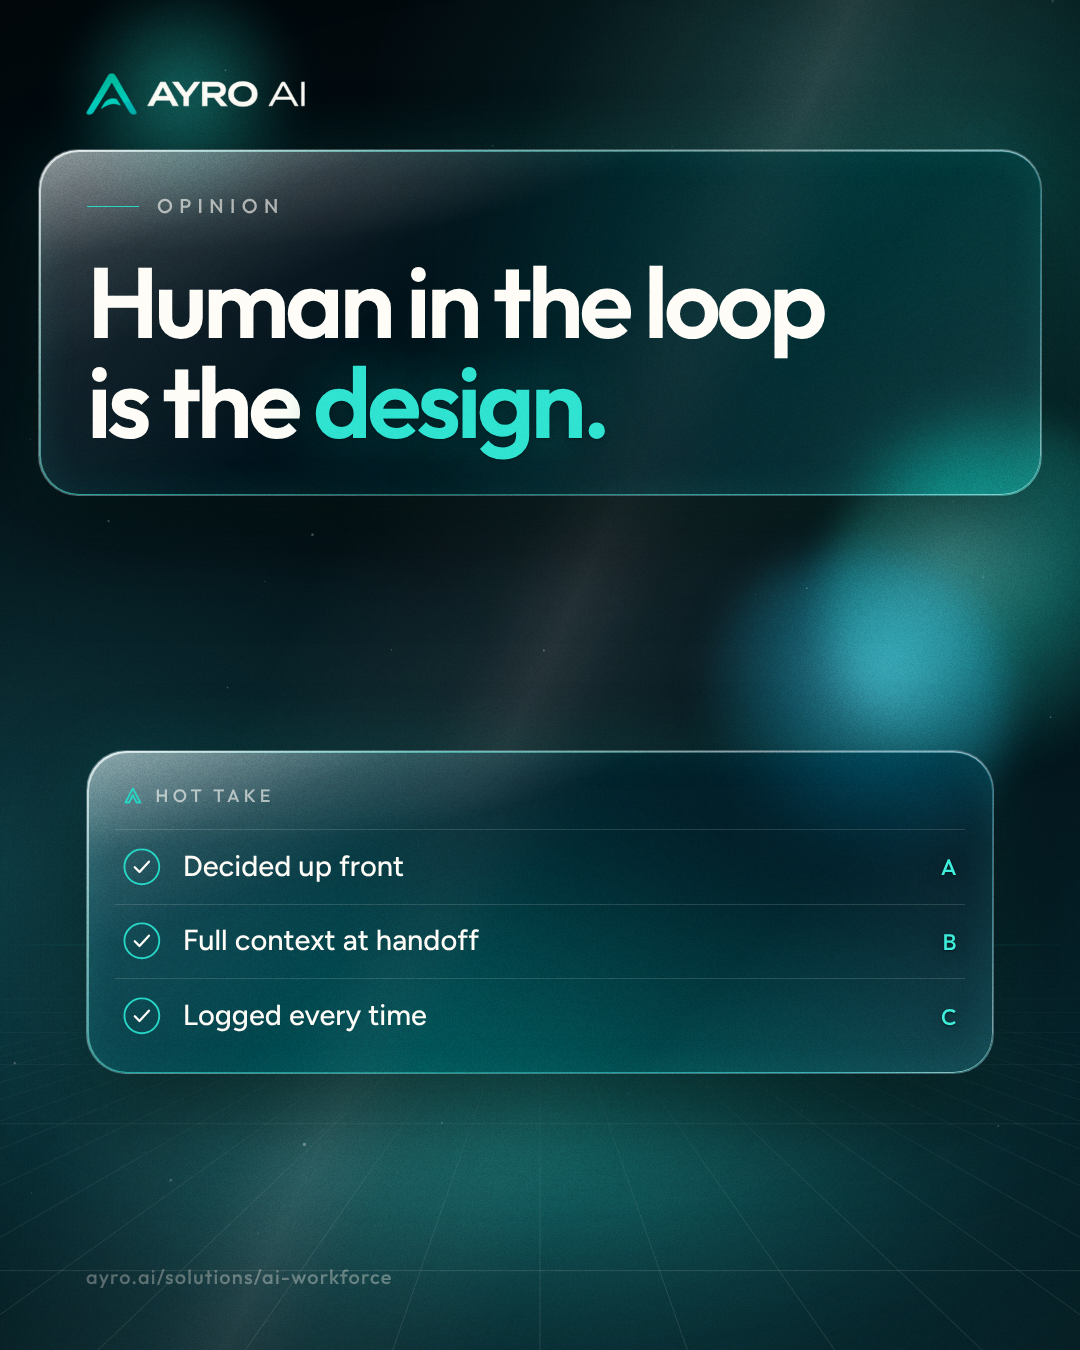 AYRO AI
OPINION
Human in the loop
is the design.
HOT TAKE
Decided up front A
Full context at handoff B
Logged every time C
ayro.ai/solutions/ai-workforce